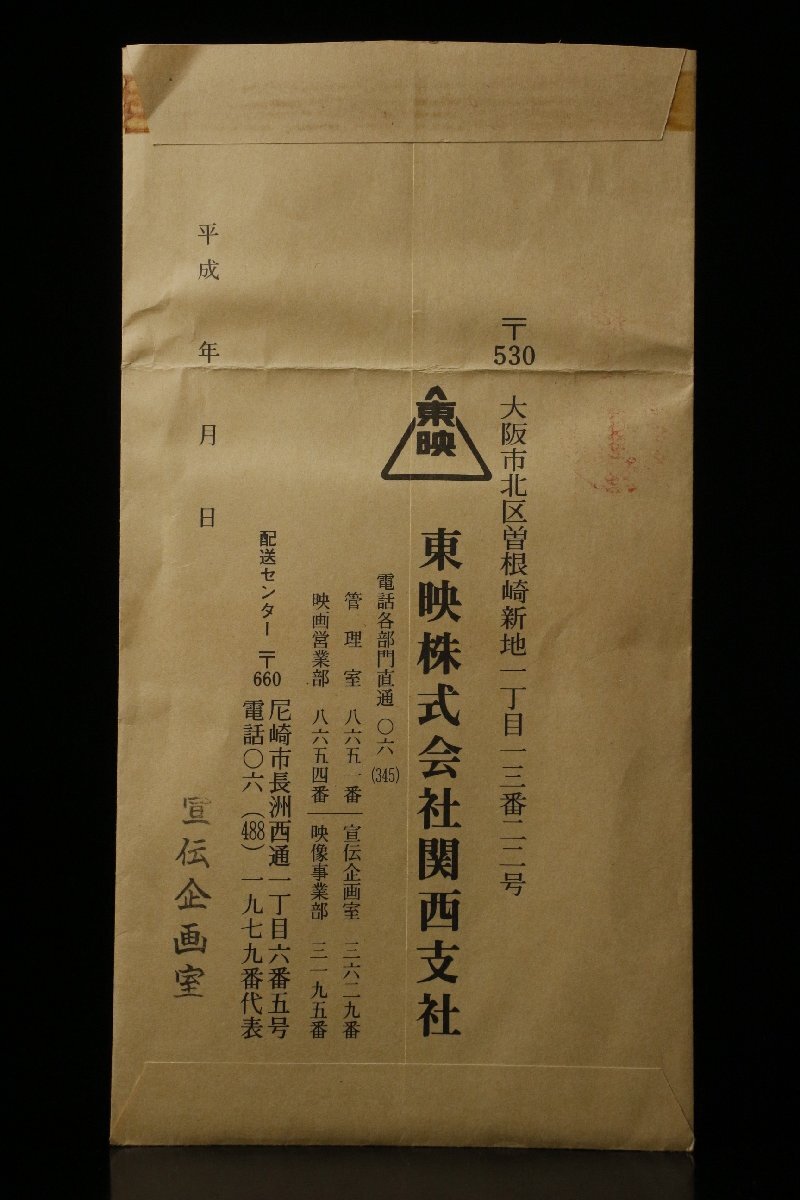 〒530
大阪市北区曽根崎新地一丁目一三番二二号
東映
東映株式会社関西支社
電話各部門直通 〇六(345)
管理室 八六五一番 宣伝企画室 三六二九番
映画営業部 八六五四番 映像事業部 三一九五番
配送センター 〒660
尼崎市長洲西通一丁目六番五号
電話〇六(488)一九七九番代表
平成 年 月 日
宣伝企画室